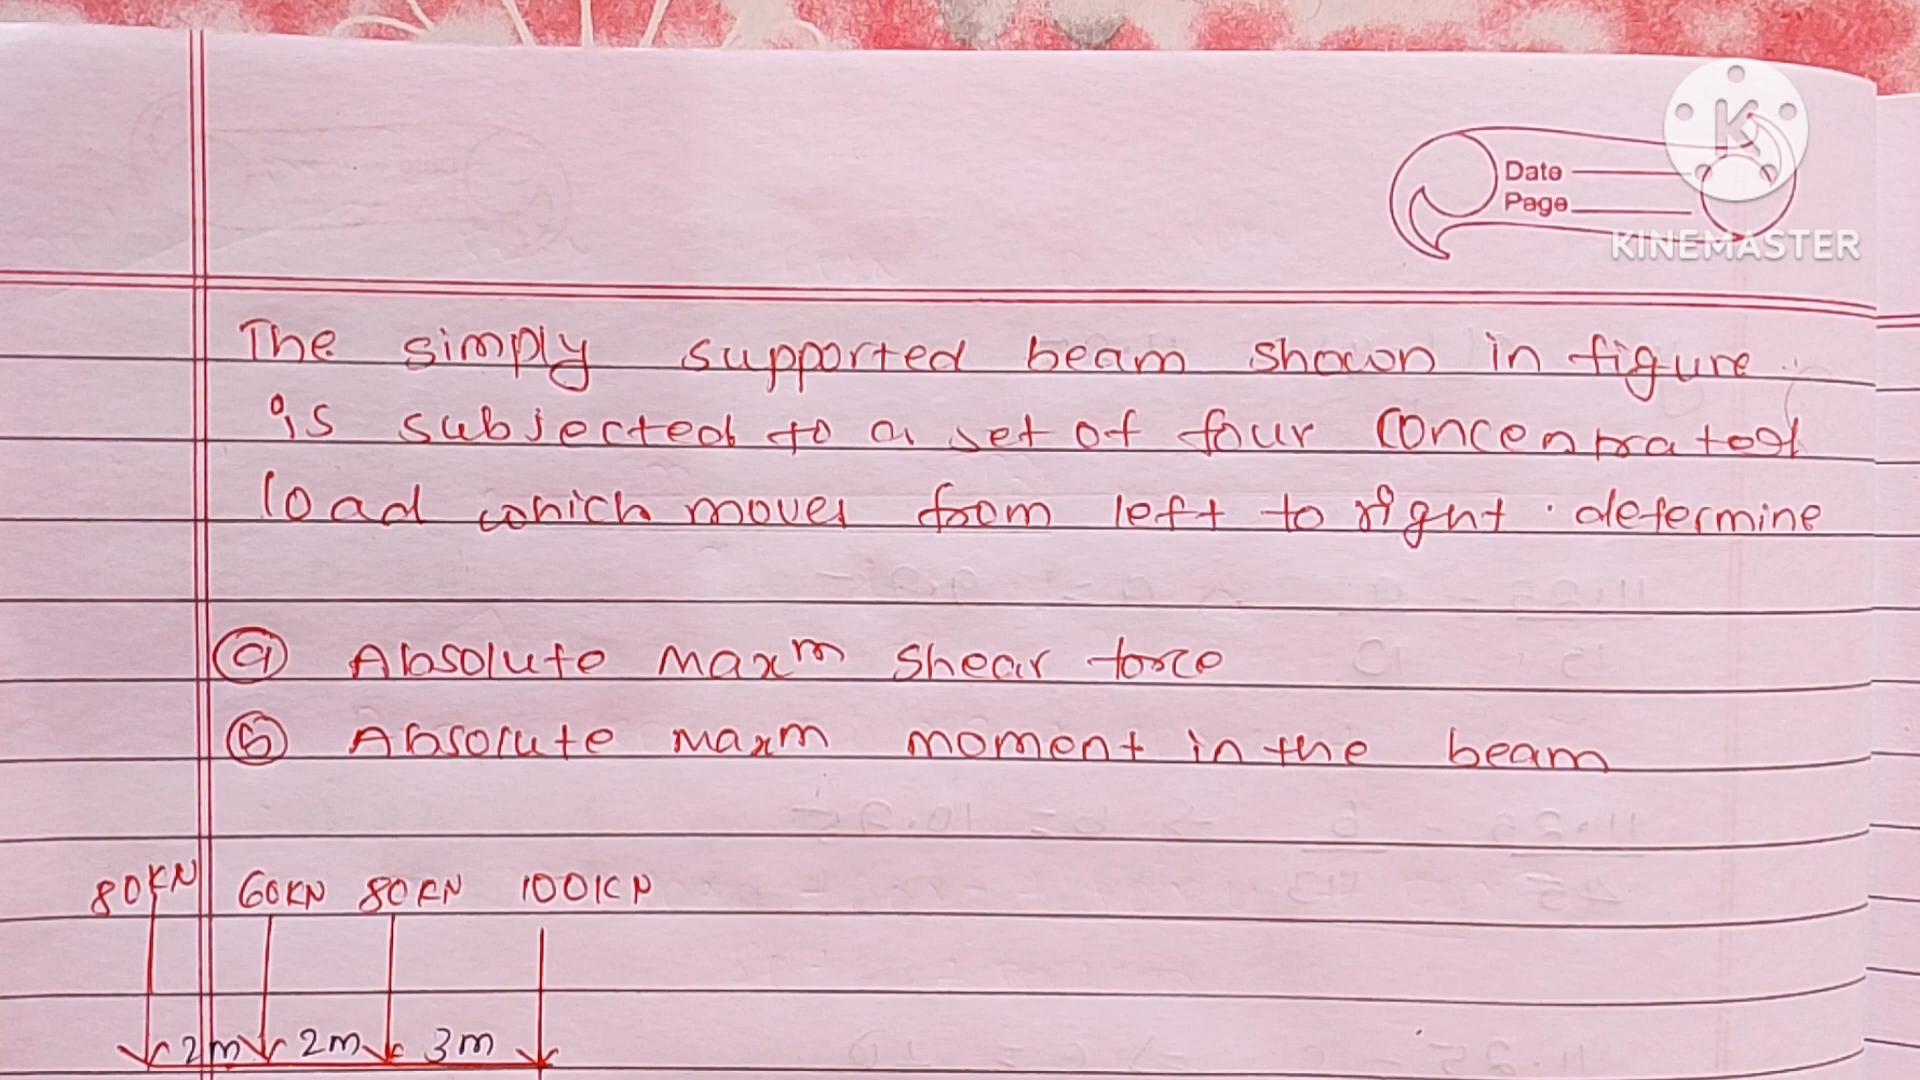 Date
Page
KINEMASTER
The simply supported beam shown in figure
is subjected to a set of four concentrated
load which moves from left to right. determine
(a) Absolute maxm shear force
(b) Absolute maxm moment in the beam
80KN 60KN 80KN 100KN
2m 2m 3m